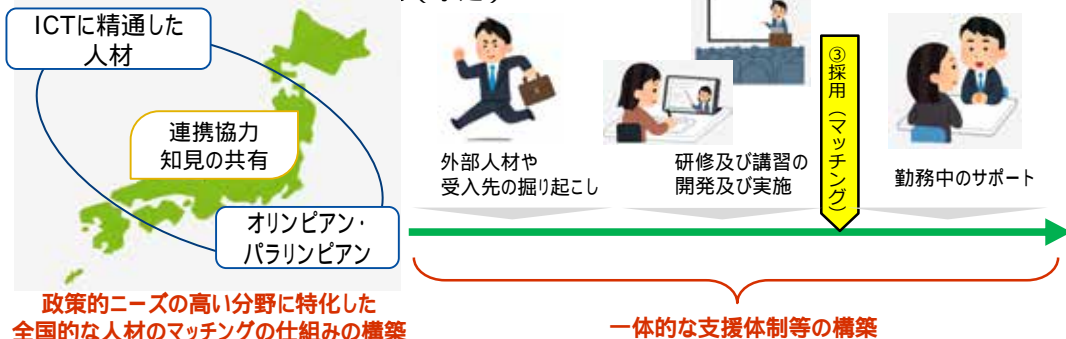 ICTに精通した
人材
連携協力
知見の共有
オリンピアン・
パラリンピアン
政策的ニーズの高い分野に特化した
全国的な人材のマッチングの仕組みの構築
外部人材や
受入先の掘り起こし
研修及び講習の
開発及び実施
③採用（マッチング）
勤務中のサポート
一体的な支援体制等の構築